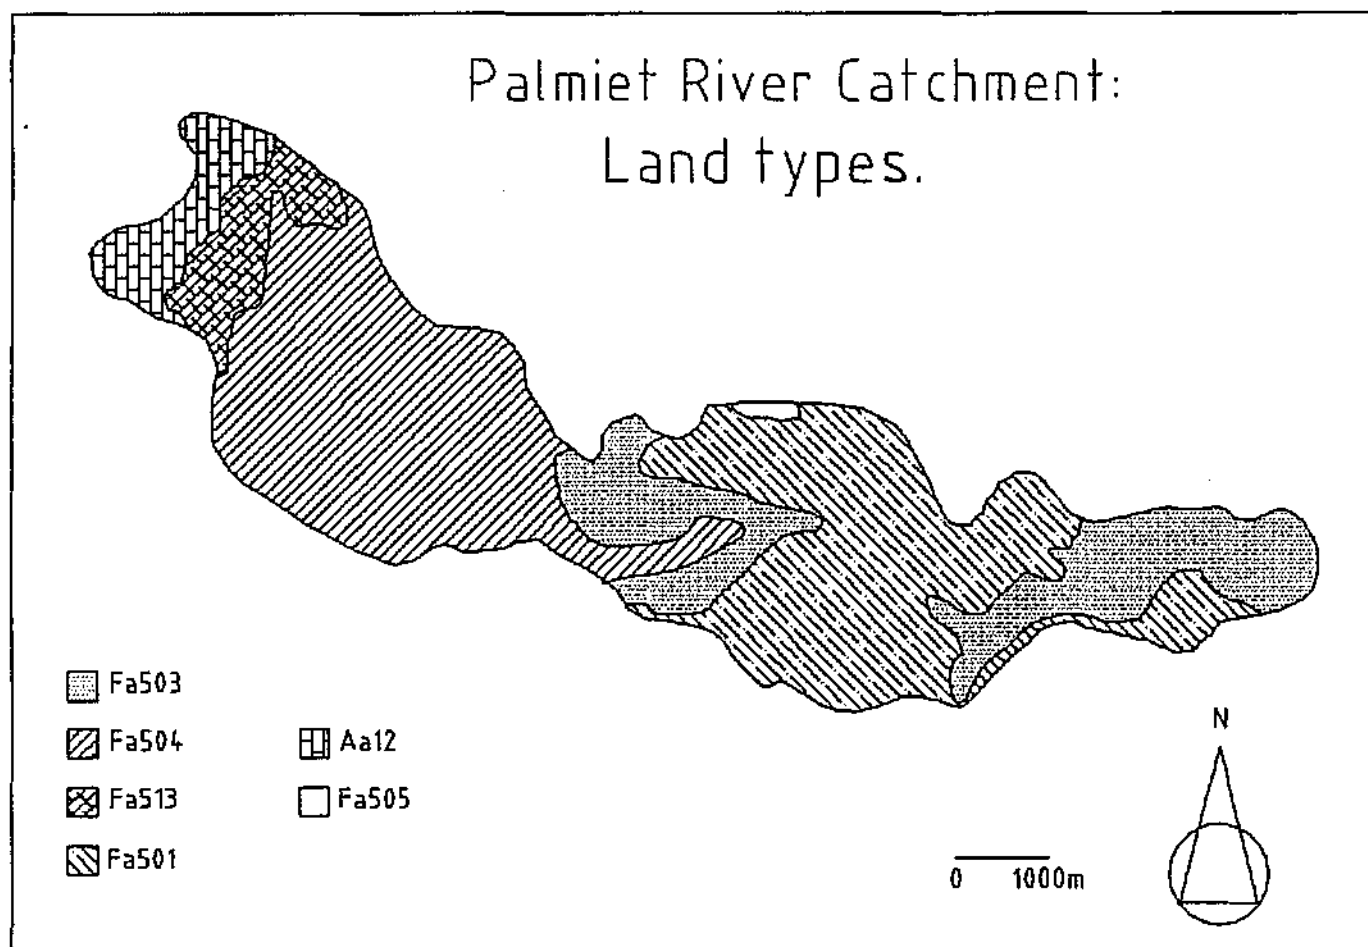 Palmiet River Catchment:
Land types.
Fa503
Fa504
Fa513
Fa501
Aa12
Fa505
N
0 1000m